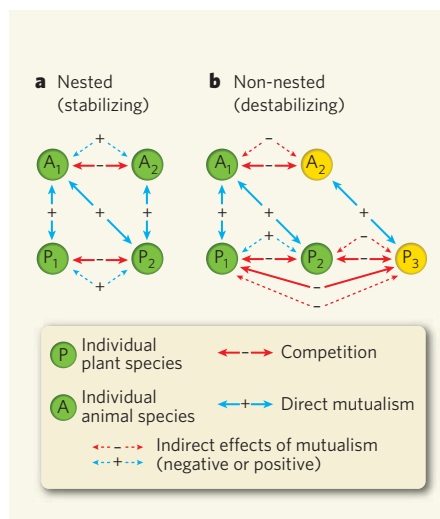 a Nested
(stabilizing)
b Non-nested
(destabilizing)
+
A1 - A2
+ + +
P1 - P2
+
-
A1 - A2
+ + +
+ -
P1 - P2 - P3
-
-
P Individual
plant species
- Competition
A Individual
animal species
+ Direct mutualism
- Indirect effects of mutualism
+ (negative or positive)